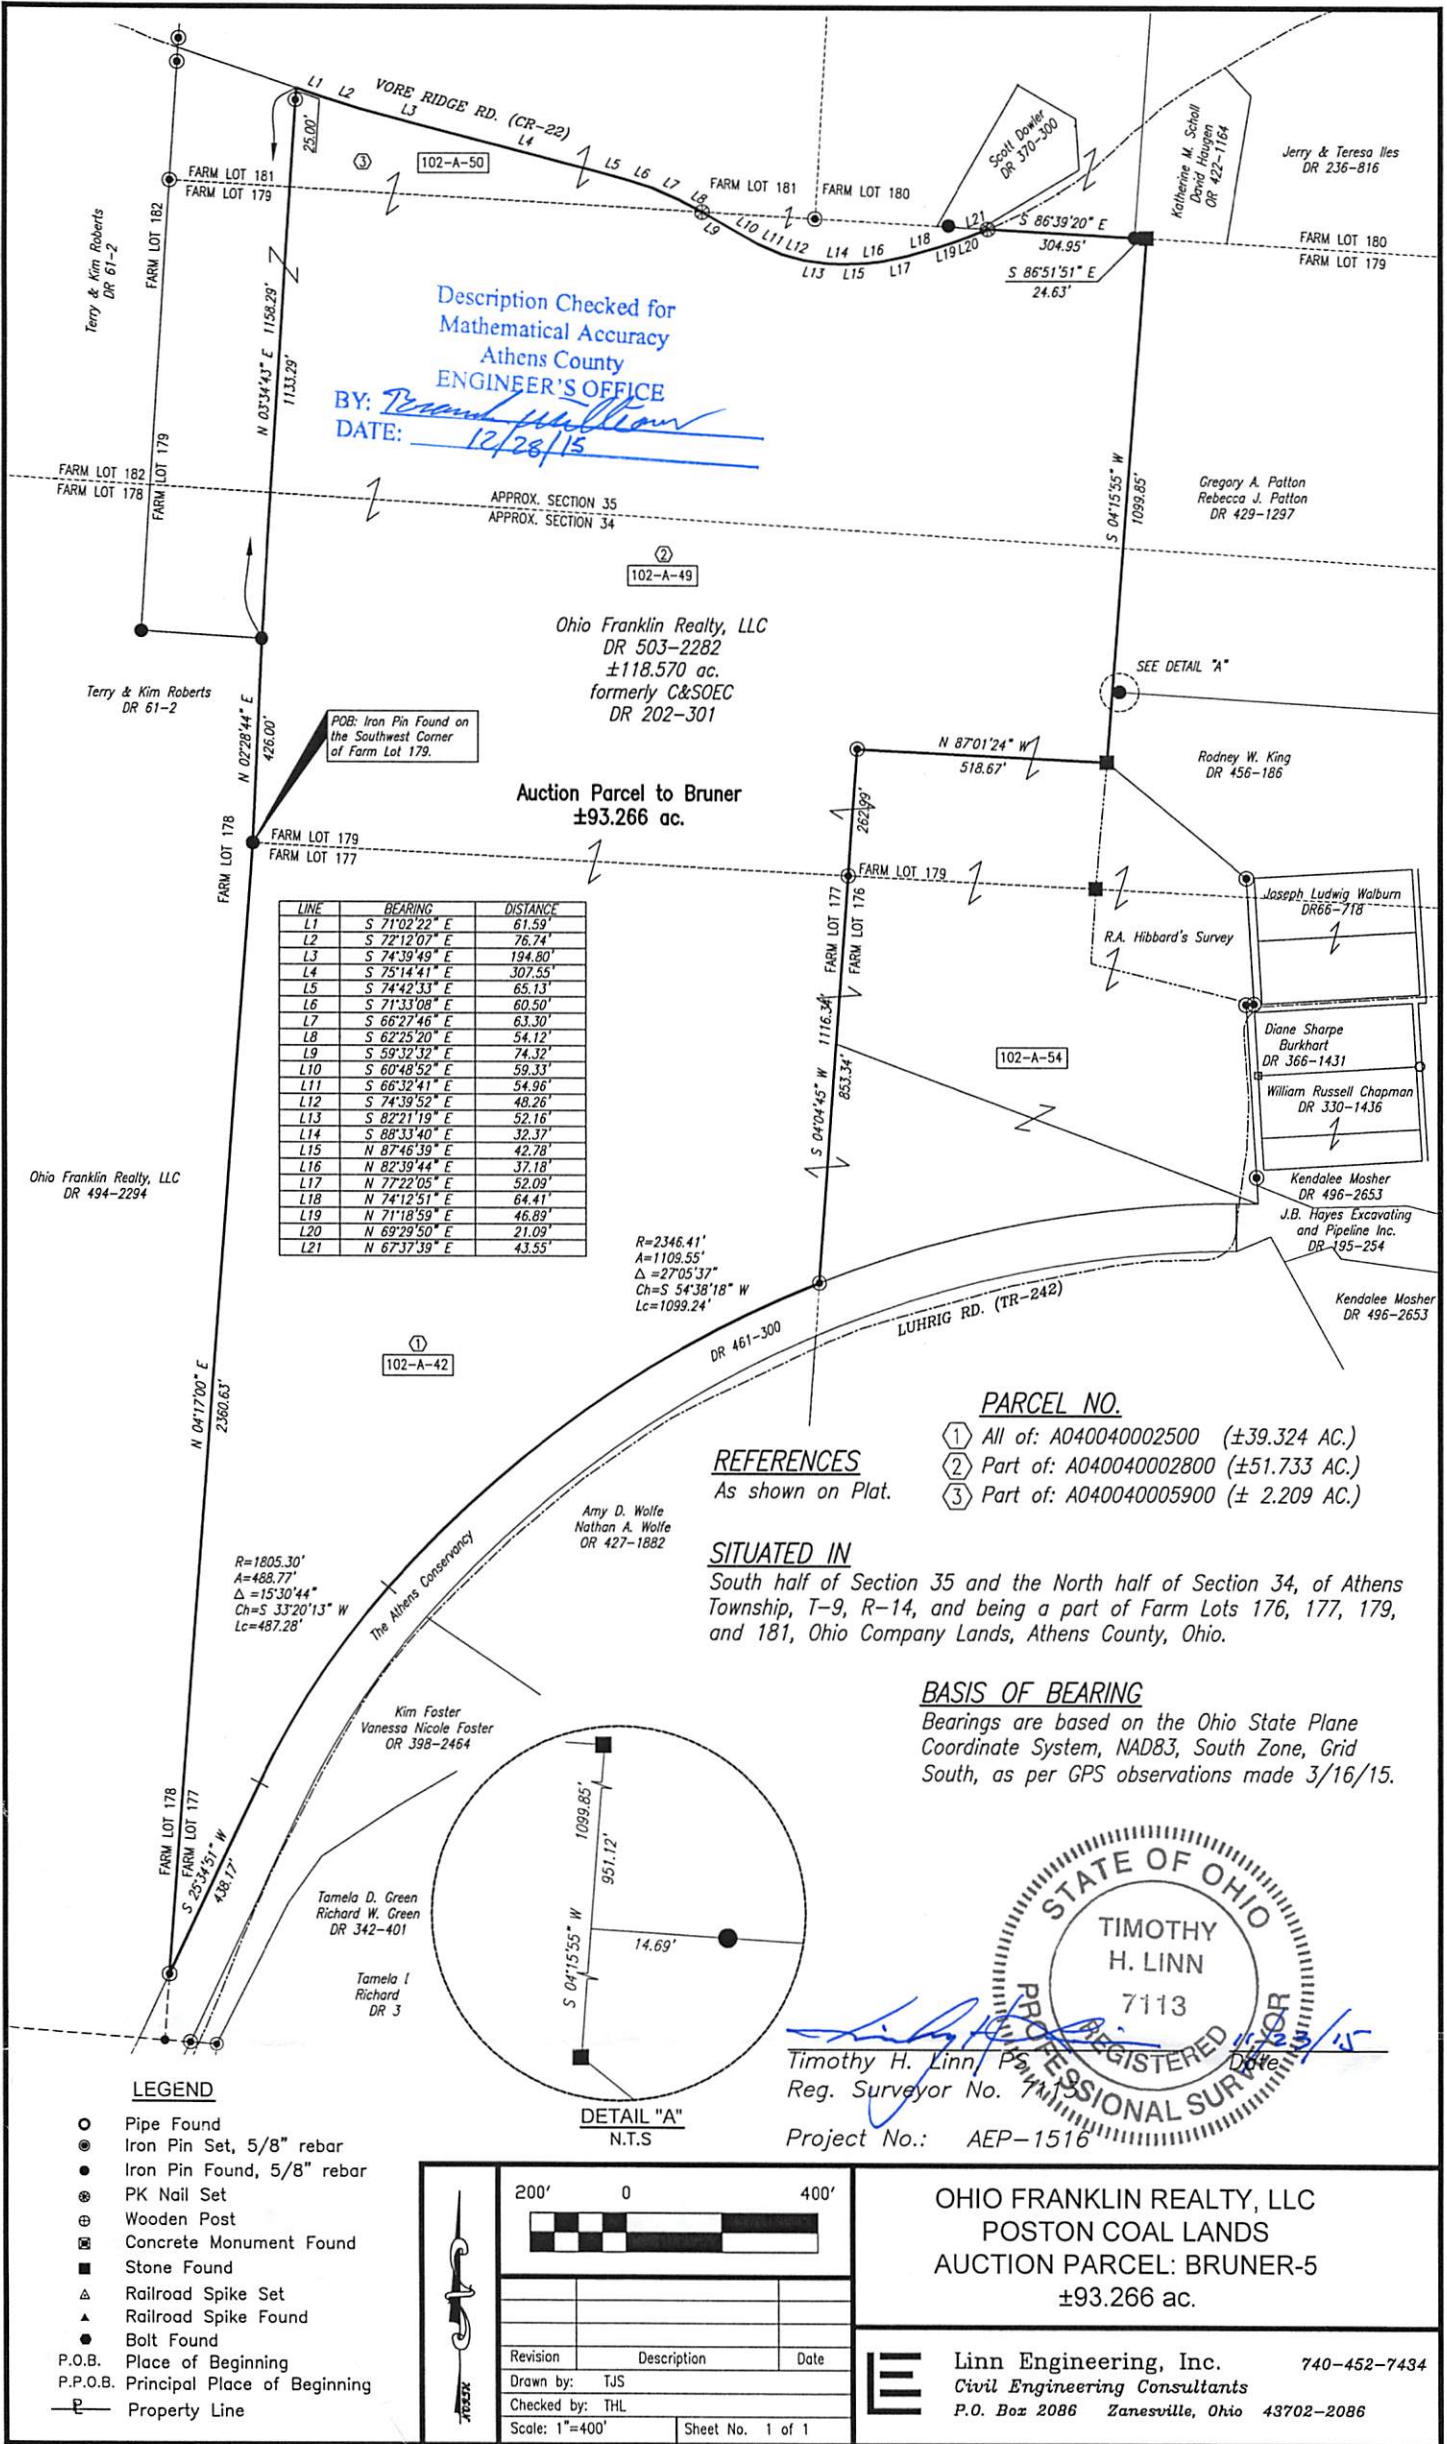 L1
L2
VORE RIDGE RD. (CR-22)
L3
L4
L5
L6
L7
L8
L9
L10
L11
L12
L13
L14
L15
L16
L17
L18
L19
L20
L21
25.00'
③
102-A-50
FARM LOT 181
FARM LOT 179
FARM LOT 181
FARM LOT 180
Scott Dowler
DR 370-300
Katherine M. Scholl
David Haugen
OR 422-1164
Jerry & Teresa Iles
DR 236-816
S 86°39'20" E
304.95'
S 86°51'51" E
24.63'
FARM LOT 180
FARM LOT 179
Terry & Kim Roberts
DR 61-2
FARM LOT 182
FARM LOT 179
N 03°34'43" E 1158.29'
1133.29'
Description Checked for
Mathematical Accuracy
Athens County
ENGINEER'S OFFICE
BY:
DATE: 12/28/15
FARM LOT 182
FARM LOT 178
APPROX. SECTION 35
APPROX. SECTION 34
S 04°15'55" W
1099.85'
Gregory A. Patton
Rebecca J. Patton
DR 429-1297
②
102-A-49
Ohio Franklin Realty, LLC
DR 503-2282
±118.570 ac.
formerly C&SOEC
DR 202-301
SEE DETAIL "A"
Terry & Kim Roberts
DR 61-2
N 02°28'44" E
426.00'
POB: Iron Pin Found on
the Southwest Corner
of Farm Lot 179.
N 87°01'24" W
518.67'
Rodney W. King
DR 456-186
Auction Parcel to Bruner
±93.266 ac.
262.99'
FARM LOT 178
FARM LOT 179
FARM LOT 177
FARM LOT 179
FARM LOT 177
FARM LOT 176
Joseph Ludwig Walburn
DR66-718
R.A. Hibbard's Survey
LINE BEARING DISTANCE
L1 S 71°02'22" E 61.59'
L2 S 72°12'07" E 76.74'
L3 S 74°39'49" E 194.80'
L4 S 75°14'41" E 307.55'
L5 S 74°42'33" E 65.13'
L6 S 71°33'08" E 60.50'
L7 S 66°27'46" E 63.30'
L8 S 62°25'20" E 54.12'
L9 S 59°32'32" E 74.32'
L10 S 60°48'52" E 59.33'
L11 S 66°32'41" E 54.96'
L12 S 74°39'52" E 48.26'
L13 S 82°21'19" E 52.16'
L14 S 88°33'40" E 32.37'
L15 N 87°46'39" E 42.78'
L16 N 82°39'44" E 37.18'
L17 N 77°22'05" E 52.09'
L18 N 74°12'51" E 64.41'
L19 N 71°18'59" E 46.89'
L20 N 69°29'50" E 21.09'
L21 N 67°37'39" E 43.55'
S 04°04'45" W 1116.34'
853.34'
102-A-54
Diane Sharpe
Burkhart
DR 366-1431
William Russell Chapman
DR 330-1436
Ohio Franklin Realty, LLC
DR 494-2294
Kendalee Mosher
DR 496-2653
J.B. Hayes Excavating
and Pipeline Inc.
DR 195-254
R=2346.41'
A=1109.55'
Δ =27°05'37"
Ch=S 54°38'18" W
Lc=1099.24'
Kendalee Mosher
DR 496-2653
DR 461-300
LUHRIG RD. (TR-242)
①
102-A-42
N 04°17'00" E
2360.63'
PARCEL NO.
① All of: A040040002500 (±39.324 AC.)
② Part of: A040040002800 (±51.733 AC.)
③ Part of: A040040005900 (± 2.209 AC.)
REFERENCES
As shown on Plat.
Amy D. Wolfe
Nathan A. Wolfe
OR 427-1882
The Athens Conservancy
R=1805.30'
A=488.77'
Δ =15°30'44"
Ch=S 33°20'13" W
Lc=487.28'
SITUATED IN
South half of Section 35 and the North half of Section 34, of Athens
Township, T-9, R-14, and being a part of Farm Lots 176, 177, 179,
and 181, Ohio Company Lands, Athens County, Ohio.
BASIS OF BEARING
Bearings are based on the Ohio State Plane
Coordinate System, NAD83, South Zone, Grid
South, as per GPS observations made 3/16/15.
Kim Foster
Vanessa Nicole Foster
OR 398-2464
FARM LOT 178
FARM LOT 177
S 25°34'51" W
438.17'
Tamela D. Green
Richard W. Green
DR 342-401
Tamela I
Richard
DR 3
1099.85'
951.12'
S 04°15'55" W
14.69'
DETAIL "A"
N.T.S
STATE OF OHIO
TIMOTHY
H. LINN
7113
REGISTERED
PROFESSIONAL SURVEYOR
11/23/15
Timothy H. Linn, PS Date
Reg. Surveyor No. 7113
Project No.: AEP-1516
LEGEND
Pipe Found
Iron Pin Set, 5/8" rebar
Iron Pin Found, 5/8" rebar
PK Nail Set
Wooden Post
Concrete Monument Found
Stone Found
Railroad Spike Set
Railroad Spike Found
Bolt Found
P.O.B. Place of Beginning
P.P.O.B. Principal Place of Beginning
Property Line
200' 0 400'
Revision Description Date
Drawn by: TJS
Checked by: THL
Scale: 1"=400' Sheet No. 1 of 1
OHIO FRANKLIN REALTY, LLC
POSTON COAL LANDS
AUCTION PARCEL: BRUNER-5
±93.266 ac.
Linn Engineering, Inc. 740-452-7434
Civil Engineering Consultants
P.O. Box 2086 Zanesville, Ohio 43702-2086